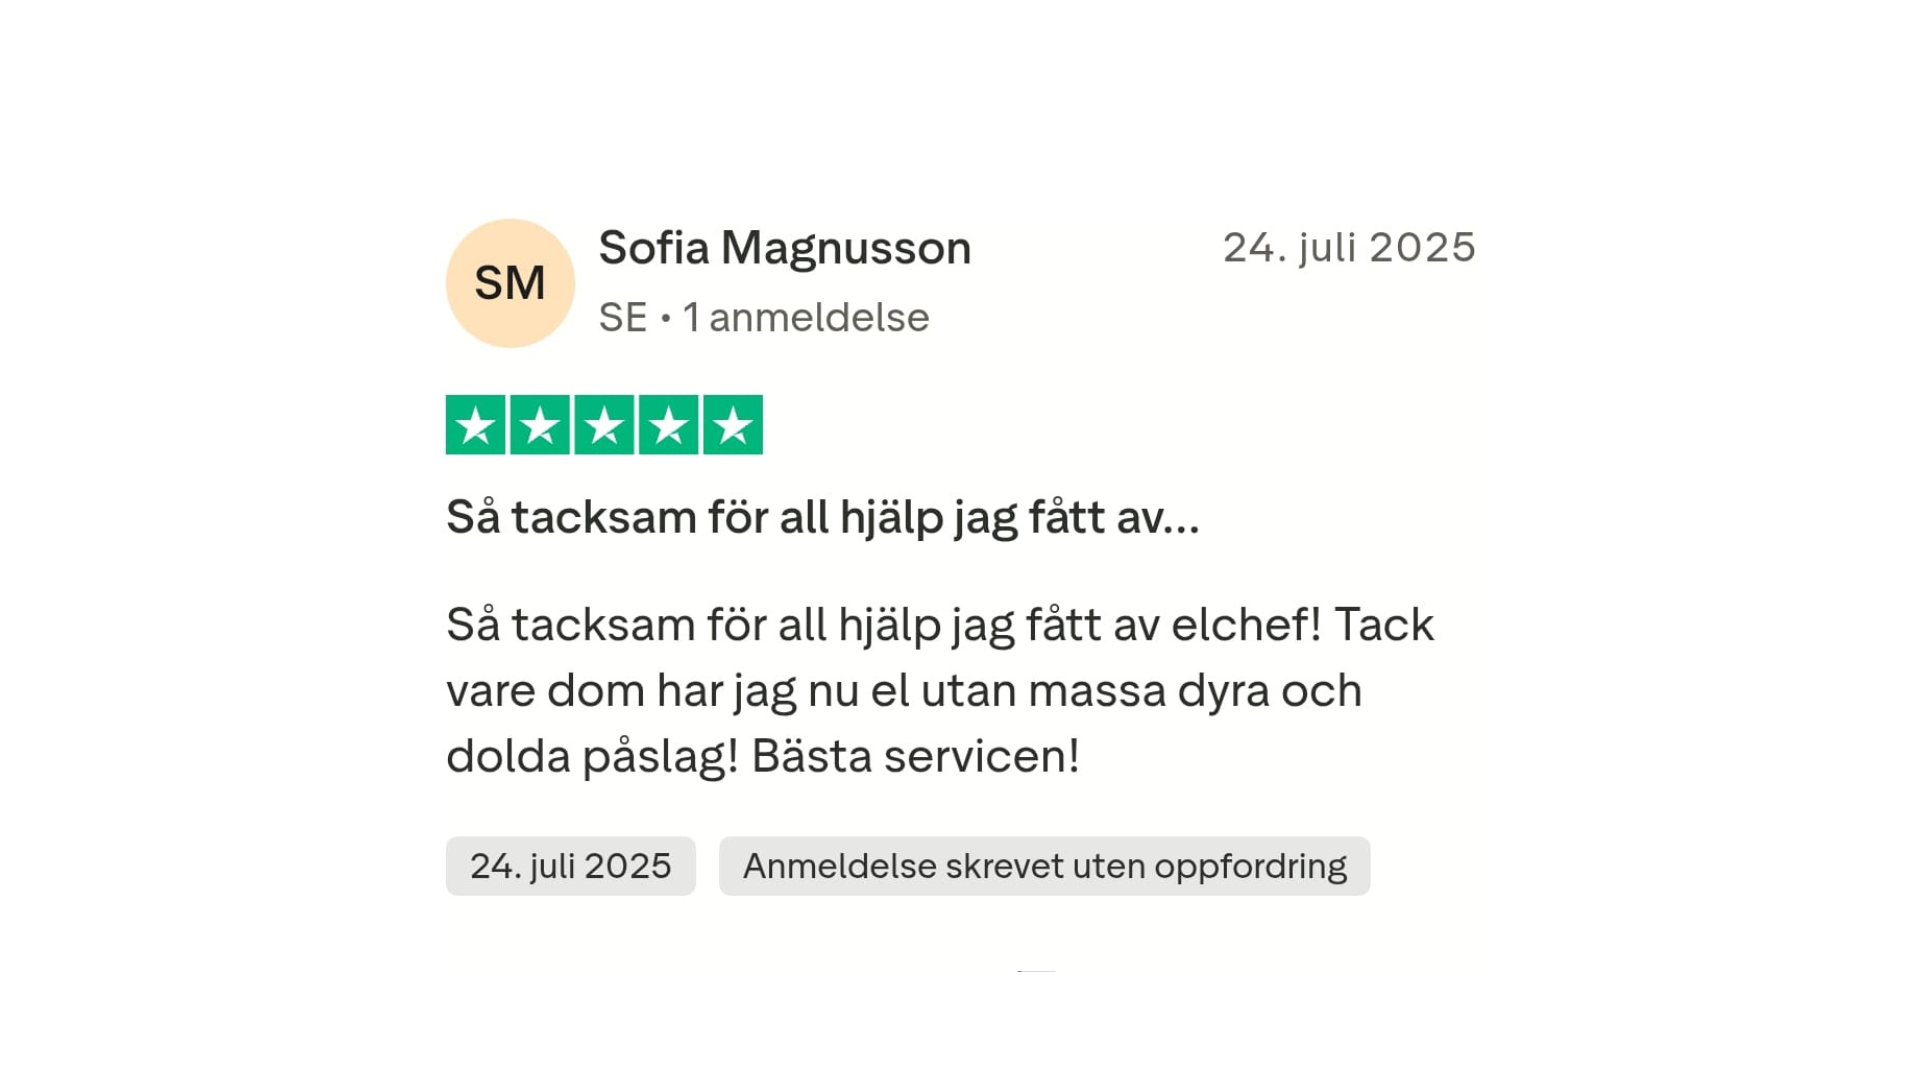 SM
Sofia Magnusson
24. juli 2025
SE • 1 anmeldelse
Så tacksam för all hjälp jag fått av...
Så tacksam för all hjälp jag fått av elchef! Tack
vare dom har jag nu el utan massa dyra och
dolda påslag! Bästa servicen!
24. juli 2025
Anmeldelse skrevet uten oppfordring